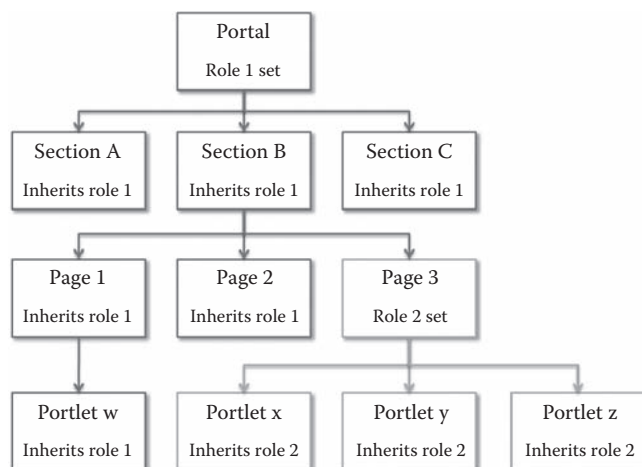 Portal
Role 1 set
Section A
Inherits role 1
Section B
Inherits role 1
Section C
Inherits role 1
Page 1
Inherits role 1
Page 2
Inherits role 1
Page 3
Role 2 set
Portlet w
Inherits role 1
Portlet x
Inherits role 2
Portlet y
Inherits role 2
Portlet z
Inherits role 2